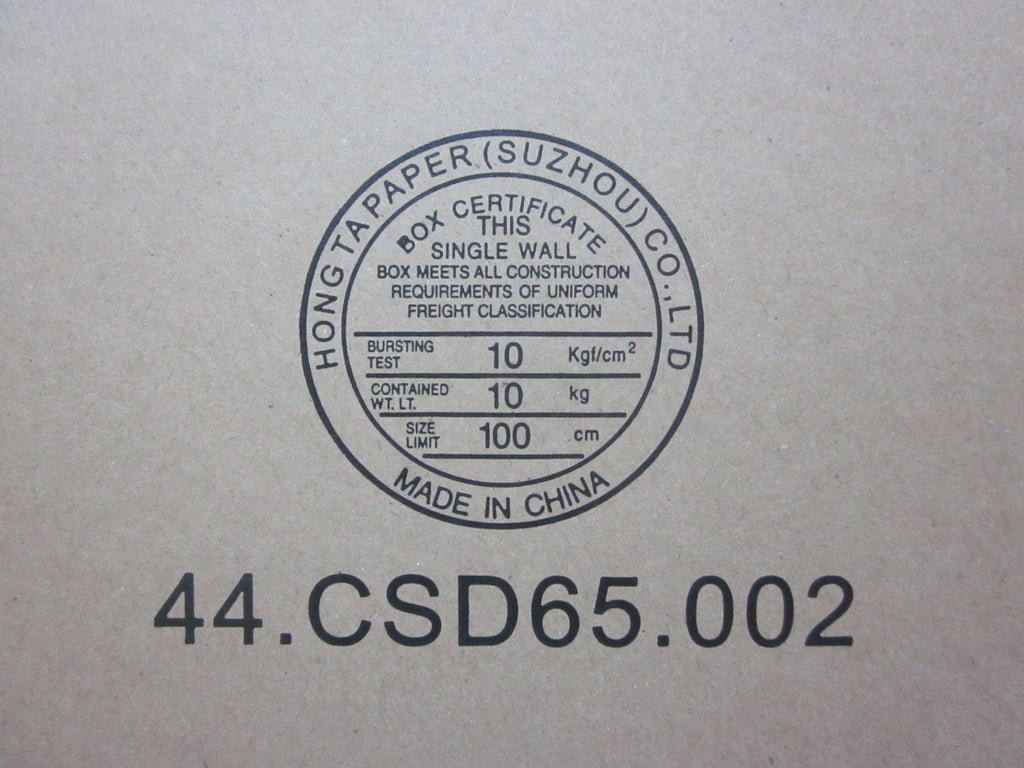 HONG TA PAPER (SUZHOU) CO.,LTD
BOX CERTIFICATE
THIS
SINGLE WALL
BOX MEETS ALL CONSTRUCTION
REQUIREMENTS OF UNIFORM
FREIGHT CLASSIFICATION
BURSTING TEST 10 Kgf/cm²
CONTAINED WT. LT. 10 kg
SIZE LIMIT 100 cm
MADE IN CHINA
44.CSD65.002